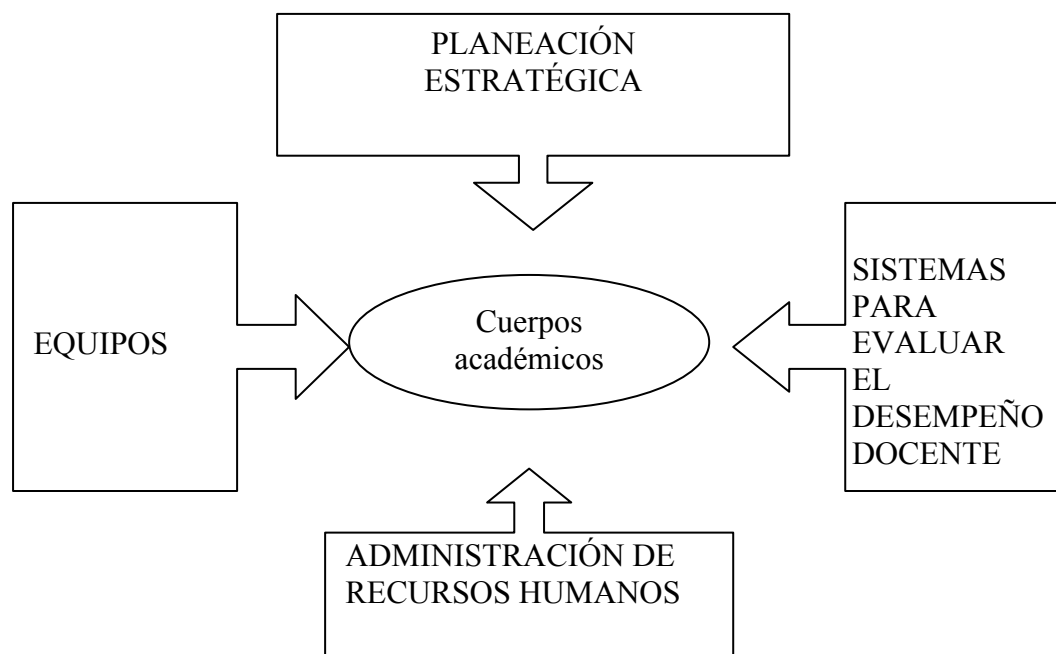 PLANEACIÓN
ESTRATÉGICA
EQUIPOS
Cuerpos
académicos
SISTEMAS
PARA
EVALUAR
EL
DESEMPEÑO
DOCENTE
ADMINISTRACIÓN DE
RECURSOS HUMANOS